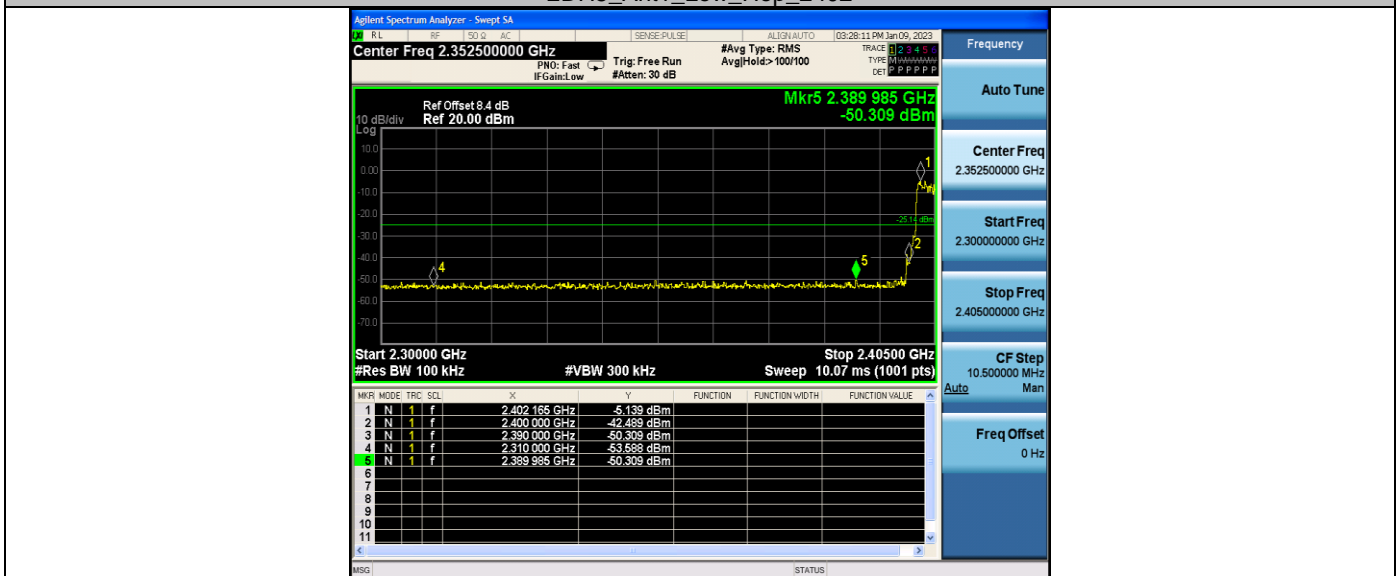 Agilent Spectrum Analyzer - Swept SA
RL RF 50 Ω AC SENSE:PULSE ALIGN AUTO 03:28:11 PM Jan 09, 2023
Center Freq 2.352500000 GHz
PNO: Fast
IFGain:Low
Trig: Free Run
#Atten: 30 dB
#Avg Type: RMS
Avg|Hold:>100/100
TRACE 1 2 3 4 5 6
TYPE M
DET P P P P P P
Mkr5 2.389 985 GHz
-50.309 dBm
Ref Offset 8.4 dB
10 dB/div Ref 20.00 dBm
Log
10.0
0.00
-10.0
-20.0
-30.0
-40.0
-50.0
-60.0
-70.0
-25.14 dBm
1
2
4
5
Start 2.30000 GHz Stop 2.40500 GHz
#Res BW 100 kHz #VBW 300 kHz Sweep 10.07 ms (1001 pts)
MKR MODE TRC SCL X Y FUNCTION FUNCTION WIDTH FUNCTION VALUE
1 N 1 f 2.402 165 GHz -5.139 dBm
2 N 1 f 2.400 000 GHz -42.489 dBm
3 N 1 f 2.390 000 GHz -50.309 dBm
4 N 1 f 2.310 000 GHz -53.588 dBm
5 N 1 f 2.389 985 GHz -50.309 dBm
6
7
8
9
10
11
MSG STATUS
Frequency
Auto Tune
Center Freq
2.352500000 GHz
Start Freq
2.300000000 GHz
Stop Freq
2.405000000 GHz
CF Step
10.500000 MHz
Auto Man
Freq Offset
0 Hz